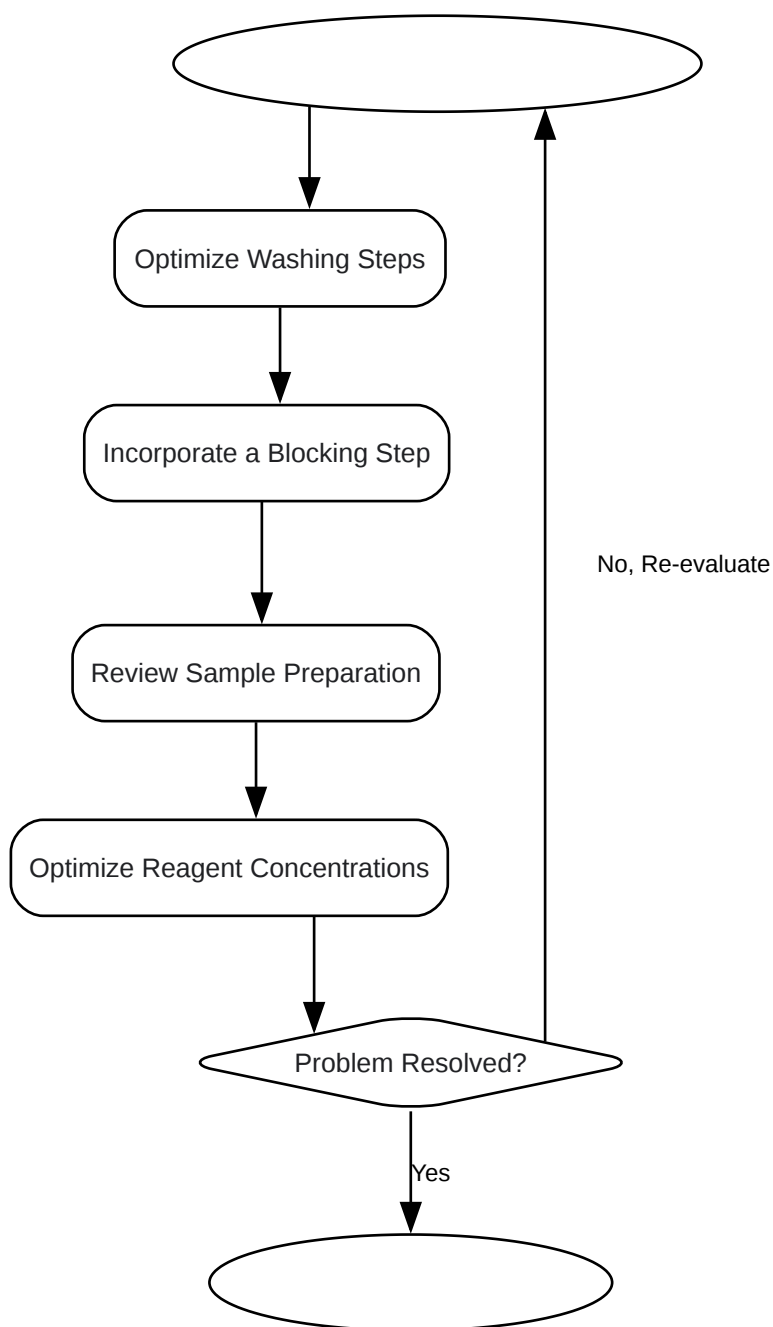 Optimize Washing Steps
Incorporate a Blocking Step
No, Re-evaluate
Review Sample Preparation
Optimize Reagent Concentrations
Problem Resolved?
Yes